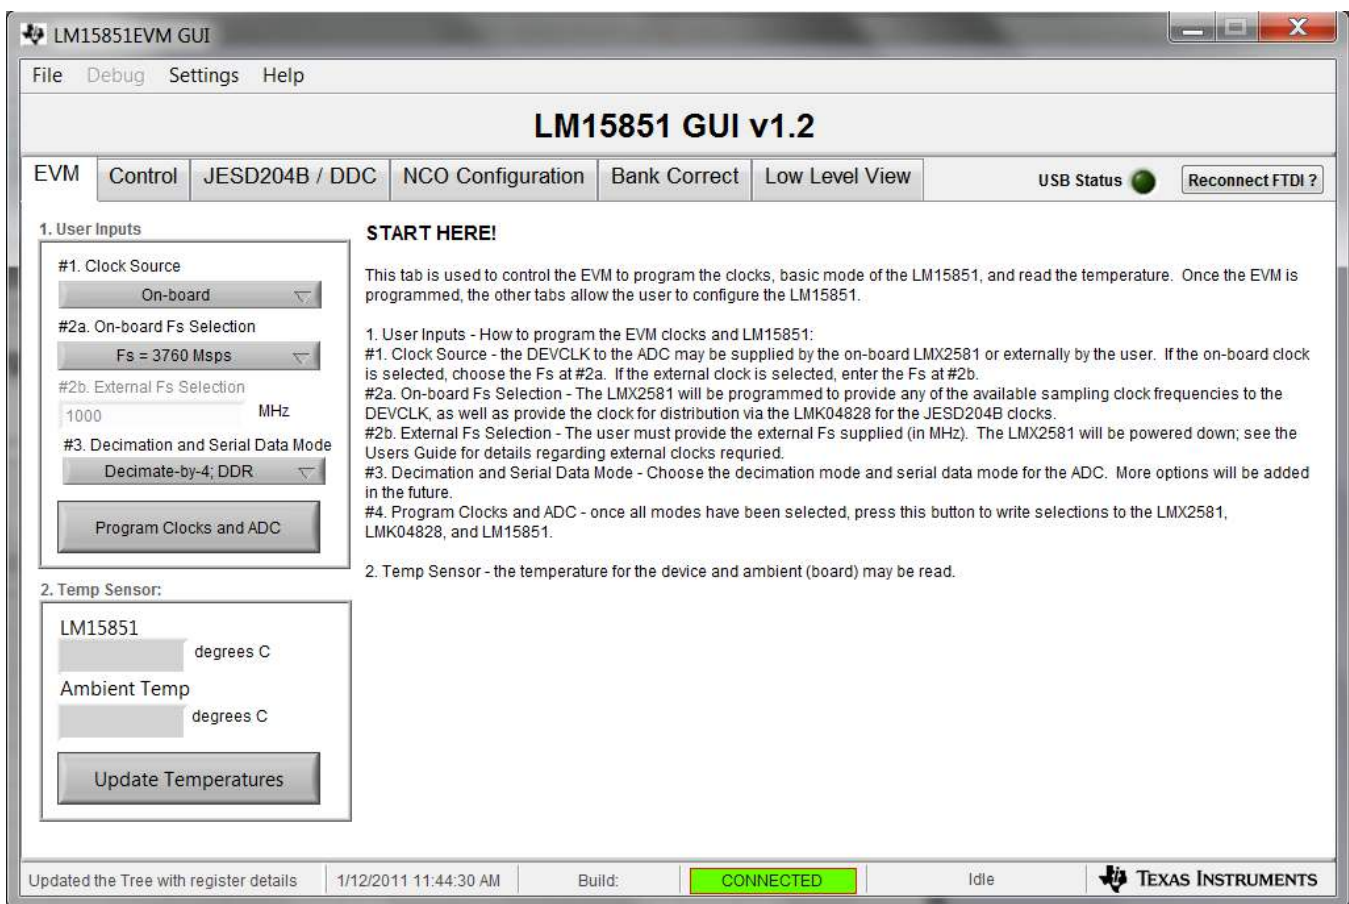 LM15851EVM GUI
File Debug Settings Help
LM15851 GUI v1.2
EVM Control JESD204B / DDC NCO Configuration Bank Correct Low Level View USB Status Reconnect FTDI ?
1. User Inputs
#1. Clock Source
On-board
#2a. On-board Fs Selection
Fs = 3760 Msps
#2b. External Fs Selection
1000 MHz
#3. Decimation and Serial Data Mode
Decimate-by-4; DDR
Program Clocks and ADC
2. Temp Sensor:
LM15851
degrees C
Ambient Temp
degrees C
Update Temperatures
START HERE!
This tab is used to control the EVM to program the clocks, basic mode of the LM15851, and read the temperature. Once the EVM is
programmed, the other tabs allow the user to configure the LM15851.
1. User Inputs - How to program the EVM clocks and LM15851:
#1. Clock Source - the DEVCLK to the ADC may be supplied by the on-board LMX2581 or externally by the user. If the on-board clock
is selected, choose the Fs at #2a. If the external clock is selected, enter the Fs at #2b.
#2a. On-board Fs Selection - The LMX2581 will be programmed to provide any of the available sampling clock frequencies to the
DEVCLK, as well as provide the clock for distribution via the LMK04828 for the JESD204B clocks.
#2b. External Fs Selection - The user must provide the external Fs supplied (in MHz). The LMX2581 will be powered down; see the
Users Guide for details regarding external clocks requried.
#3. Decimation and Serial Data Mode - Choose the decimation mode and serial data mode for the ADC. More options will be added
in the future.
#4. Program Clocks and ADC - once all modes have been selected, press this button to write selections to the LMX2581,
LMK04828, and LM15851.
2. Temp Sensor - the temperature for the device and ambient (board) may be read.
Updated the Tree with register details 1/12/2011 11:44:30 AM Build: CONNECTED Idle TEXAS INSTRUMENTS